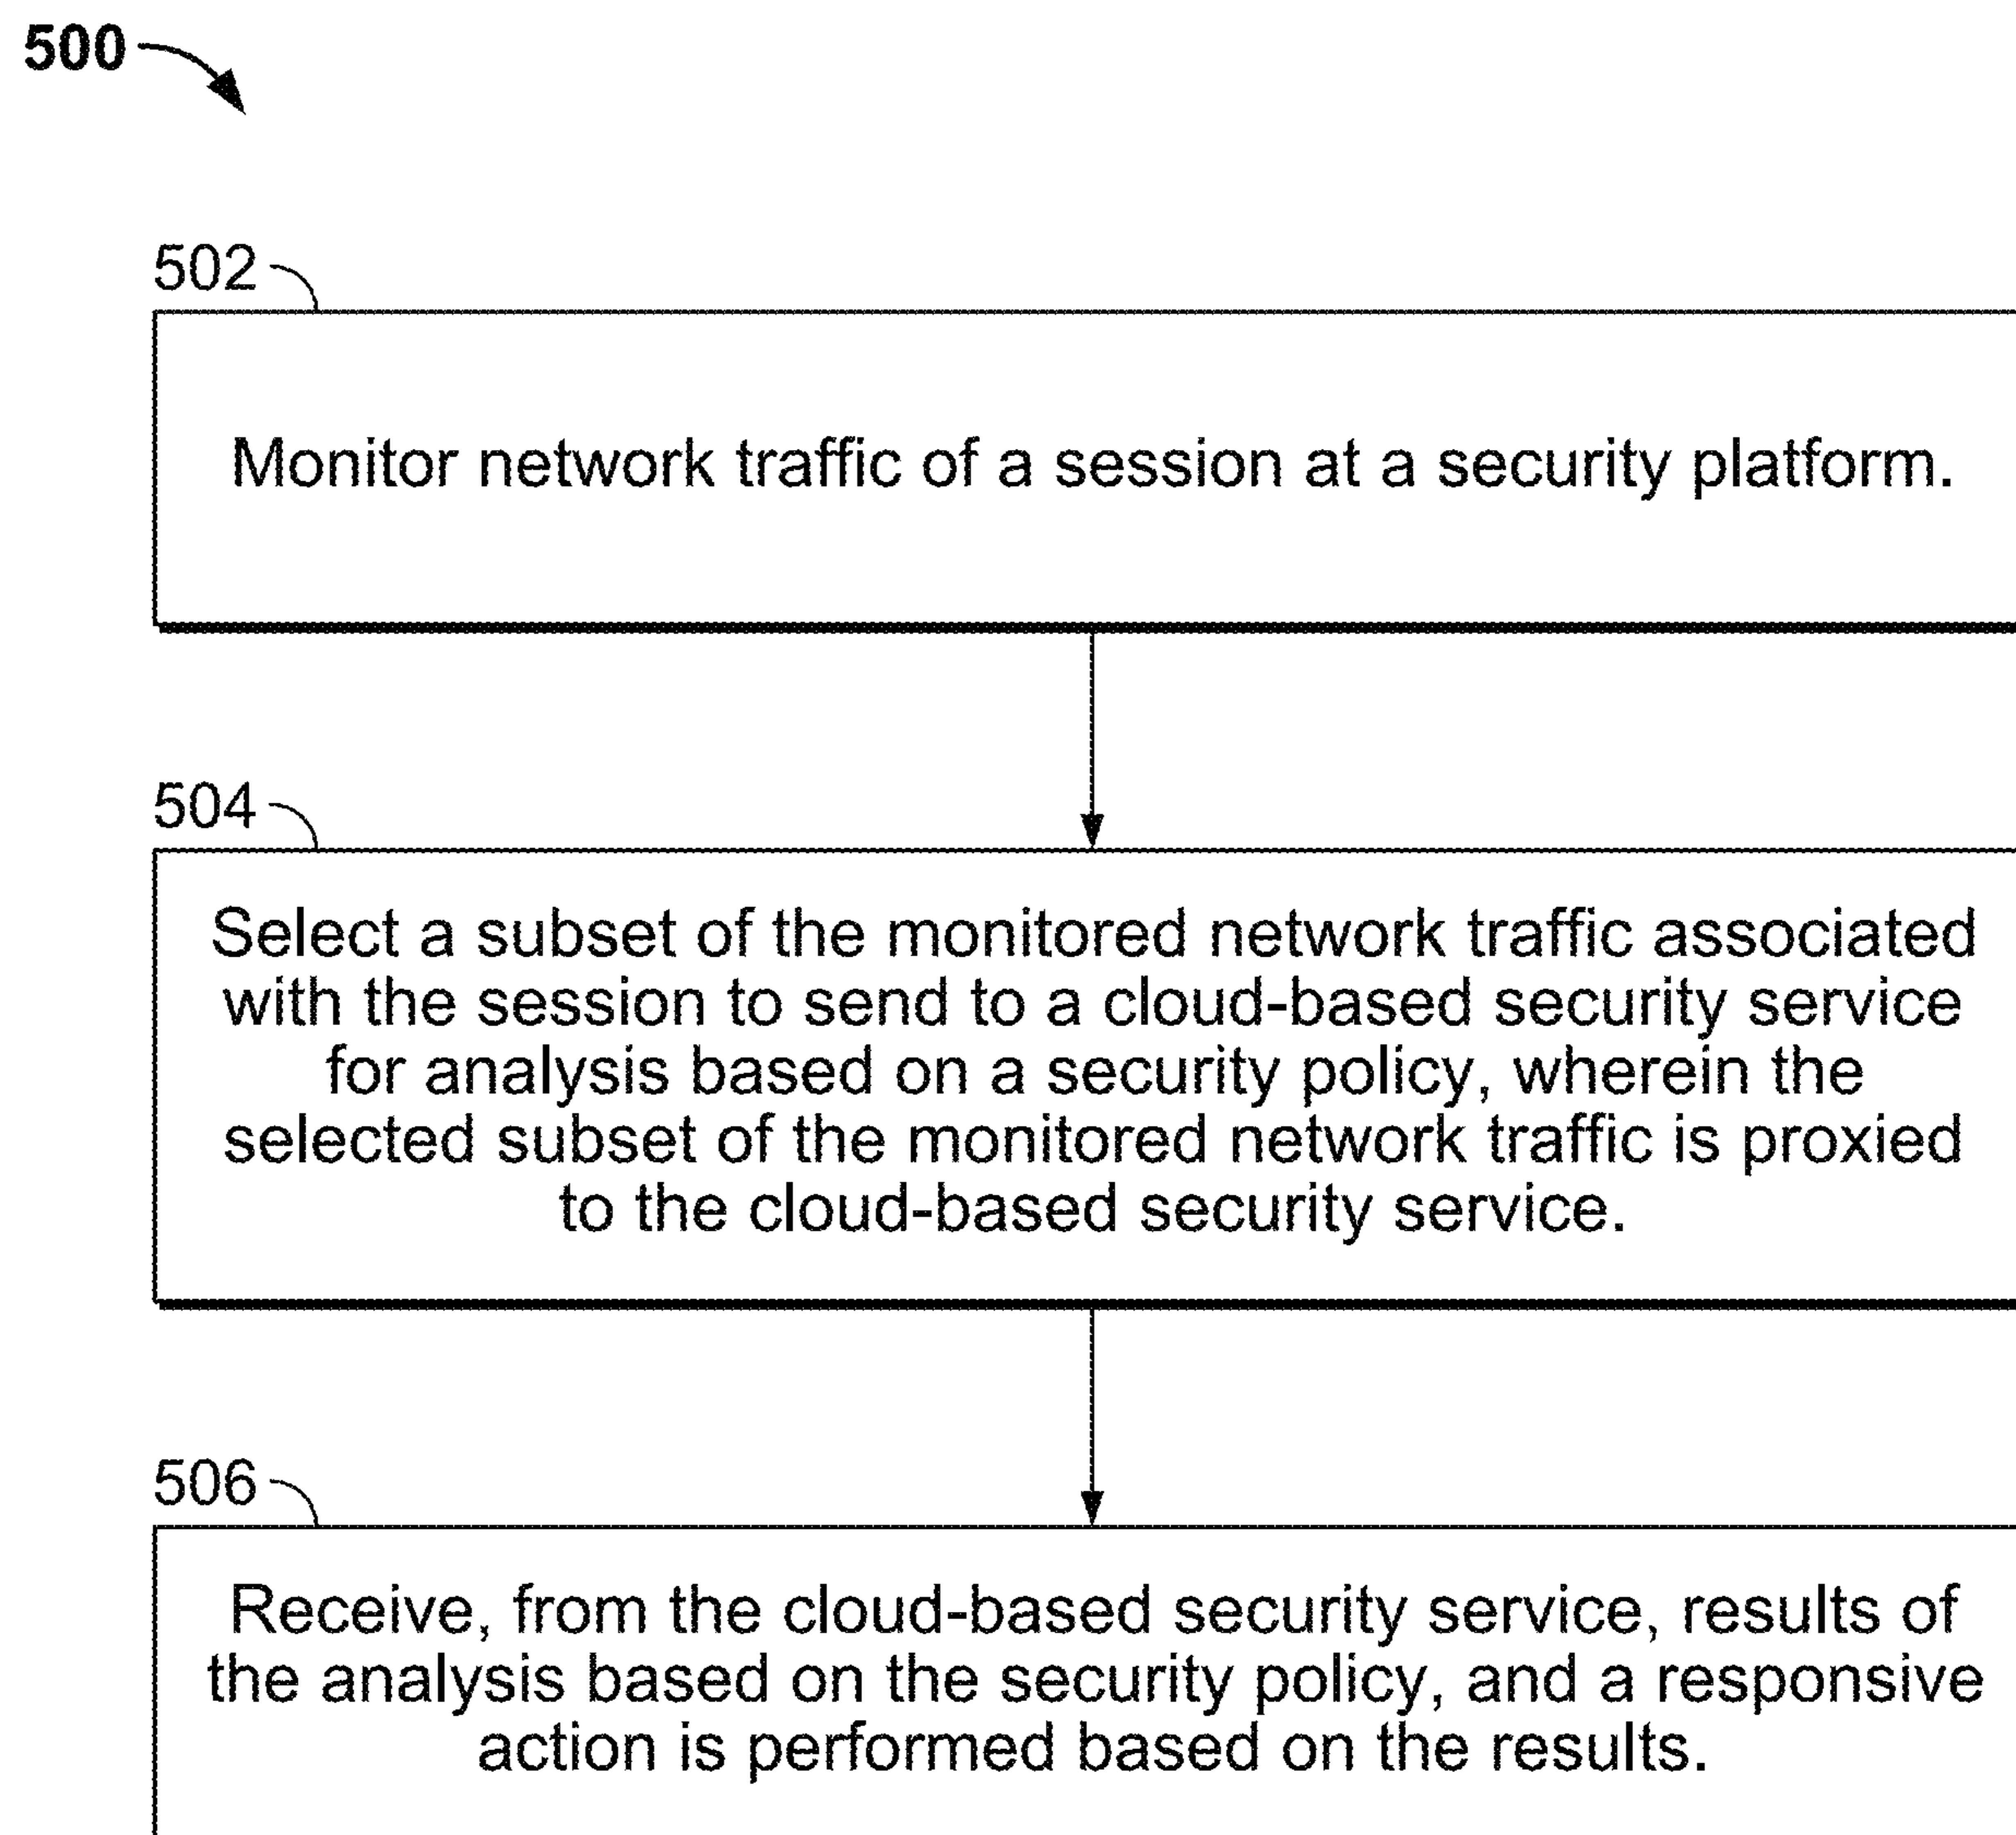 500
502
Monitor network traffic of a session at a security platform.
504
Select a subset of the monitored network traffic associated
with the session to send to a cloud-based security service
for analysis based on a security policy, wherein the
selected subset of the monitored network traffic is proxied
to the cloud-based security service.
506
Receive, from the cloud-based security service, results of
the analysis based on the security policy, and a responsive
action is performed based on the results.